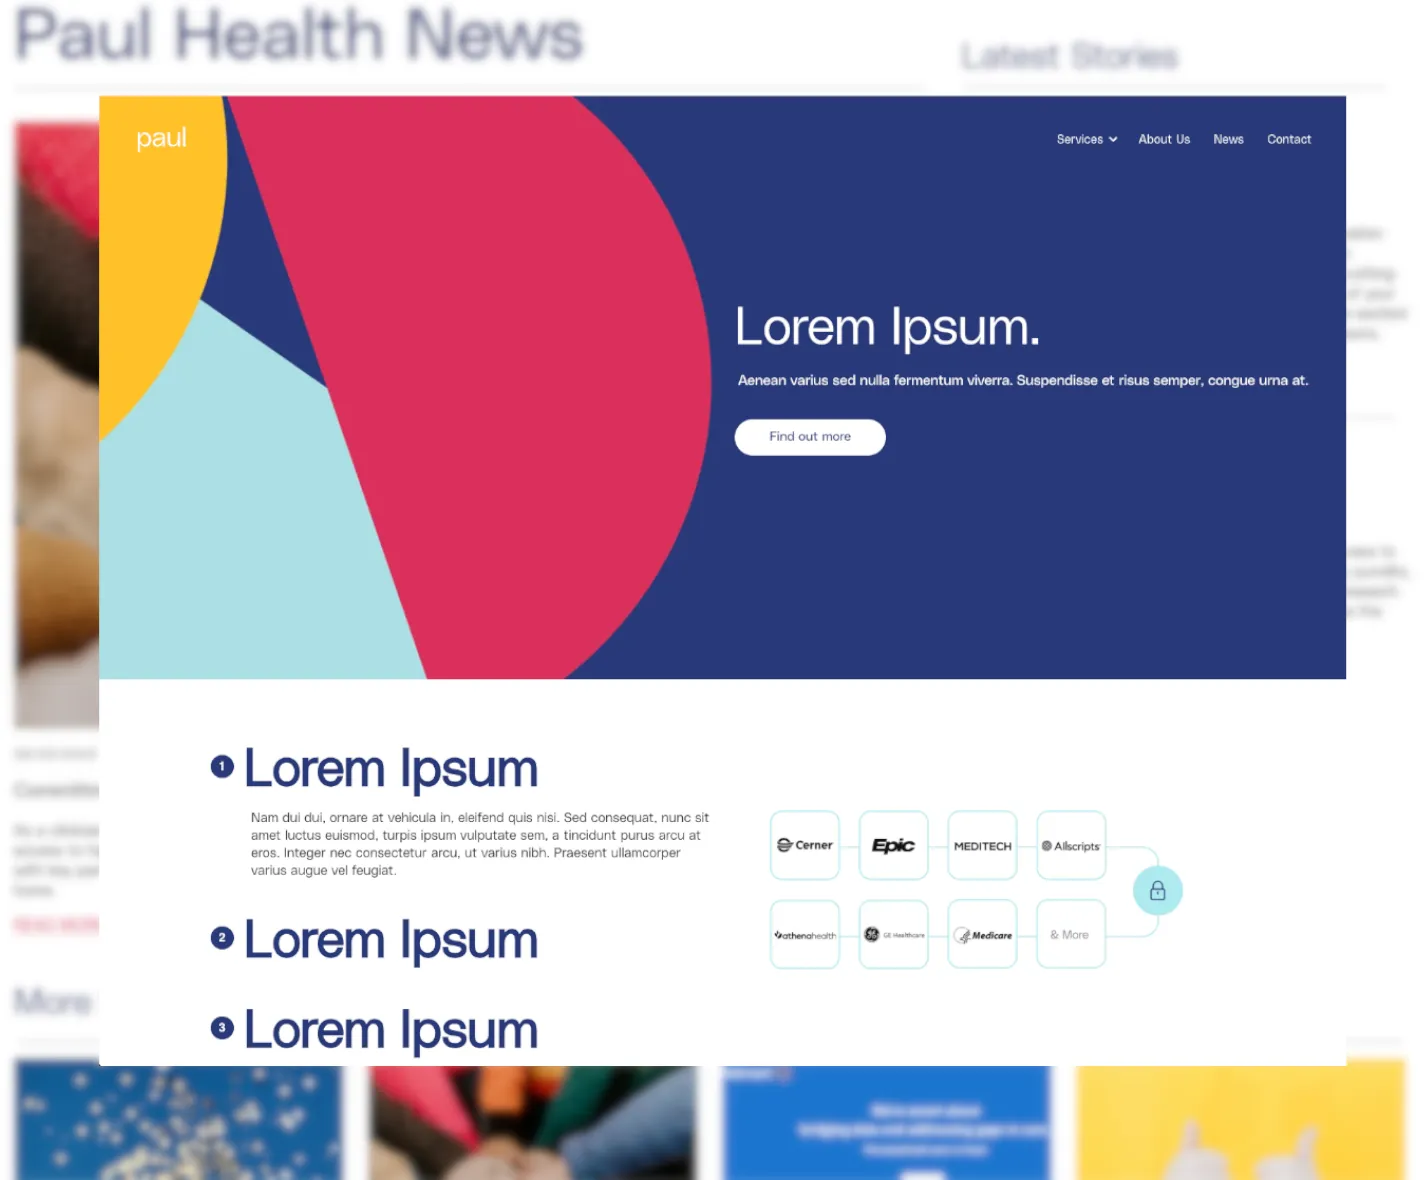 Paul Health News
Latest Stories
paul
Services
About Us
News
Contact
Lorem Ipsum.
Aenean varius sed nulla fermentum viverra. Suspendisse et risus semper, congue urna at.
Find out more
1 Lorem Ipsum
Nam dui dui, ornare at vehicula in, eleifend quis nisi. Sed consequat, nunc sit
amet luctus euismod, turpis ipsum vulputate sem, a tincidunt purus arcu at
eros. Integer nec consectetur arcu, ut varius nibh. Praesent ullamcorper
varius augue vel feugiat.
Cerner
Epic
MEDITECH
Allscripts
athenahealth
GE Healthcare
Medicare
& More
2 Lorem Ipsum
3 Lorem Ipsum
More